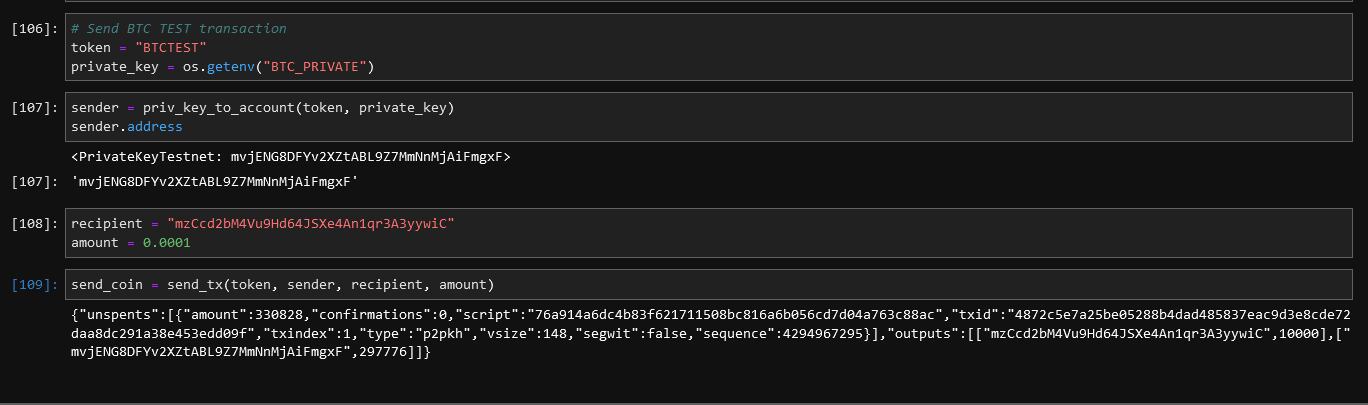 [106]: # Send BTC TEST transaction
token = "BTCTEST"
private_key = os.getenv("BTC_PRIVATE")
[107]: sender = priv_key_to_account(token, private_key)
sender.address
<PrivateKeyTestnet: mvjENG8DFYv2XZtABL9Z7MmNnMjAiFmgxF>
[107]: 'mvjENG8DFYv2XZtABL9Z7MmNnMjAiFmgxF'
[108]: recipient = "mzCcd2bM4Vu9Hd64JSXe4An1qr3A3yywiC"
amount = 0.0001
[109]: send_coin = send_tx(token, sender, recipient, amount)
{"unspents":[{"amount":330828,"confirmations":0,"script":"76a914a6dc4b83f621711508bc816a6b056cd7d04a763c88ac","txid":"4872c5e7a25be05288b4dad485837eac9d3e8cde72
daa8dc291a38e453edd09f","txindex":1,"type":"p2pkh","vsize":148,"segwit":false,"sequence":4294967295}],"outputs":[["mzCcd2bM4Vu9Hd64JSXe4An1qr3A3yywiC",10000],["
mvjENG8DFYv2XZtABL9Z7MmNnMjAiFmgxF",297776]]}